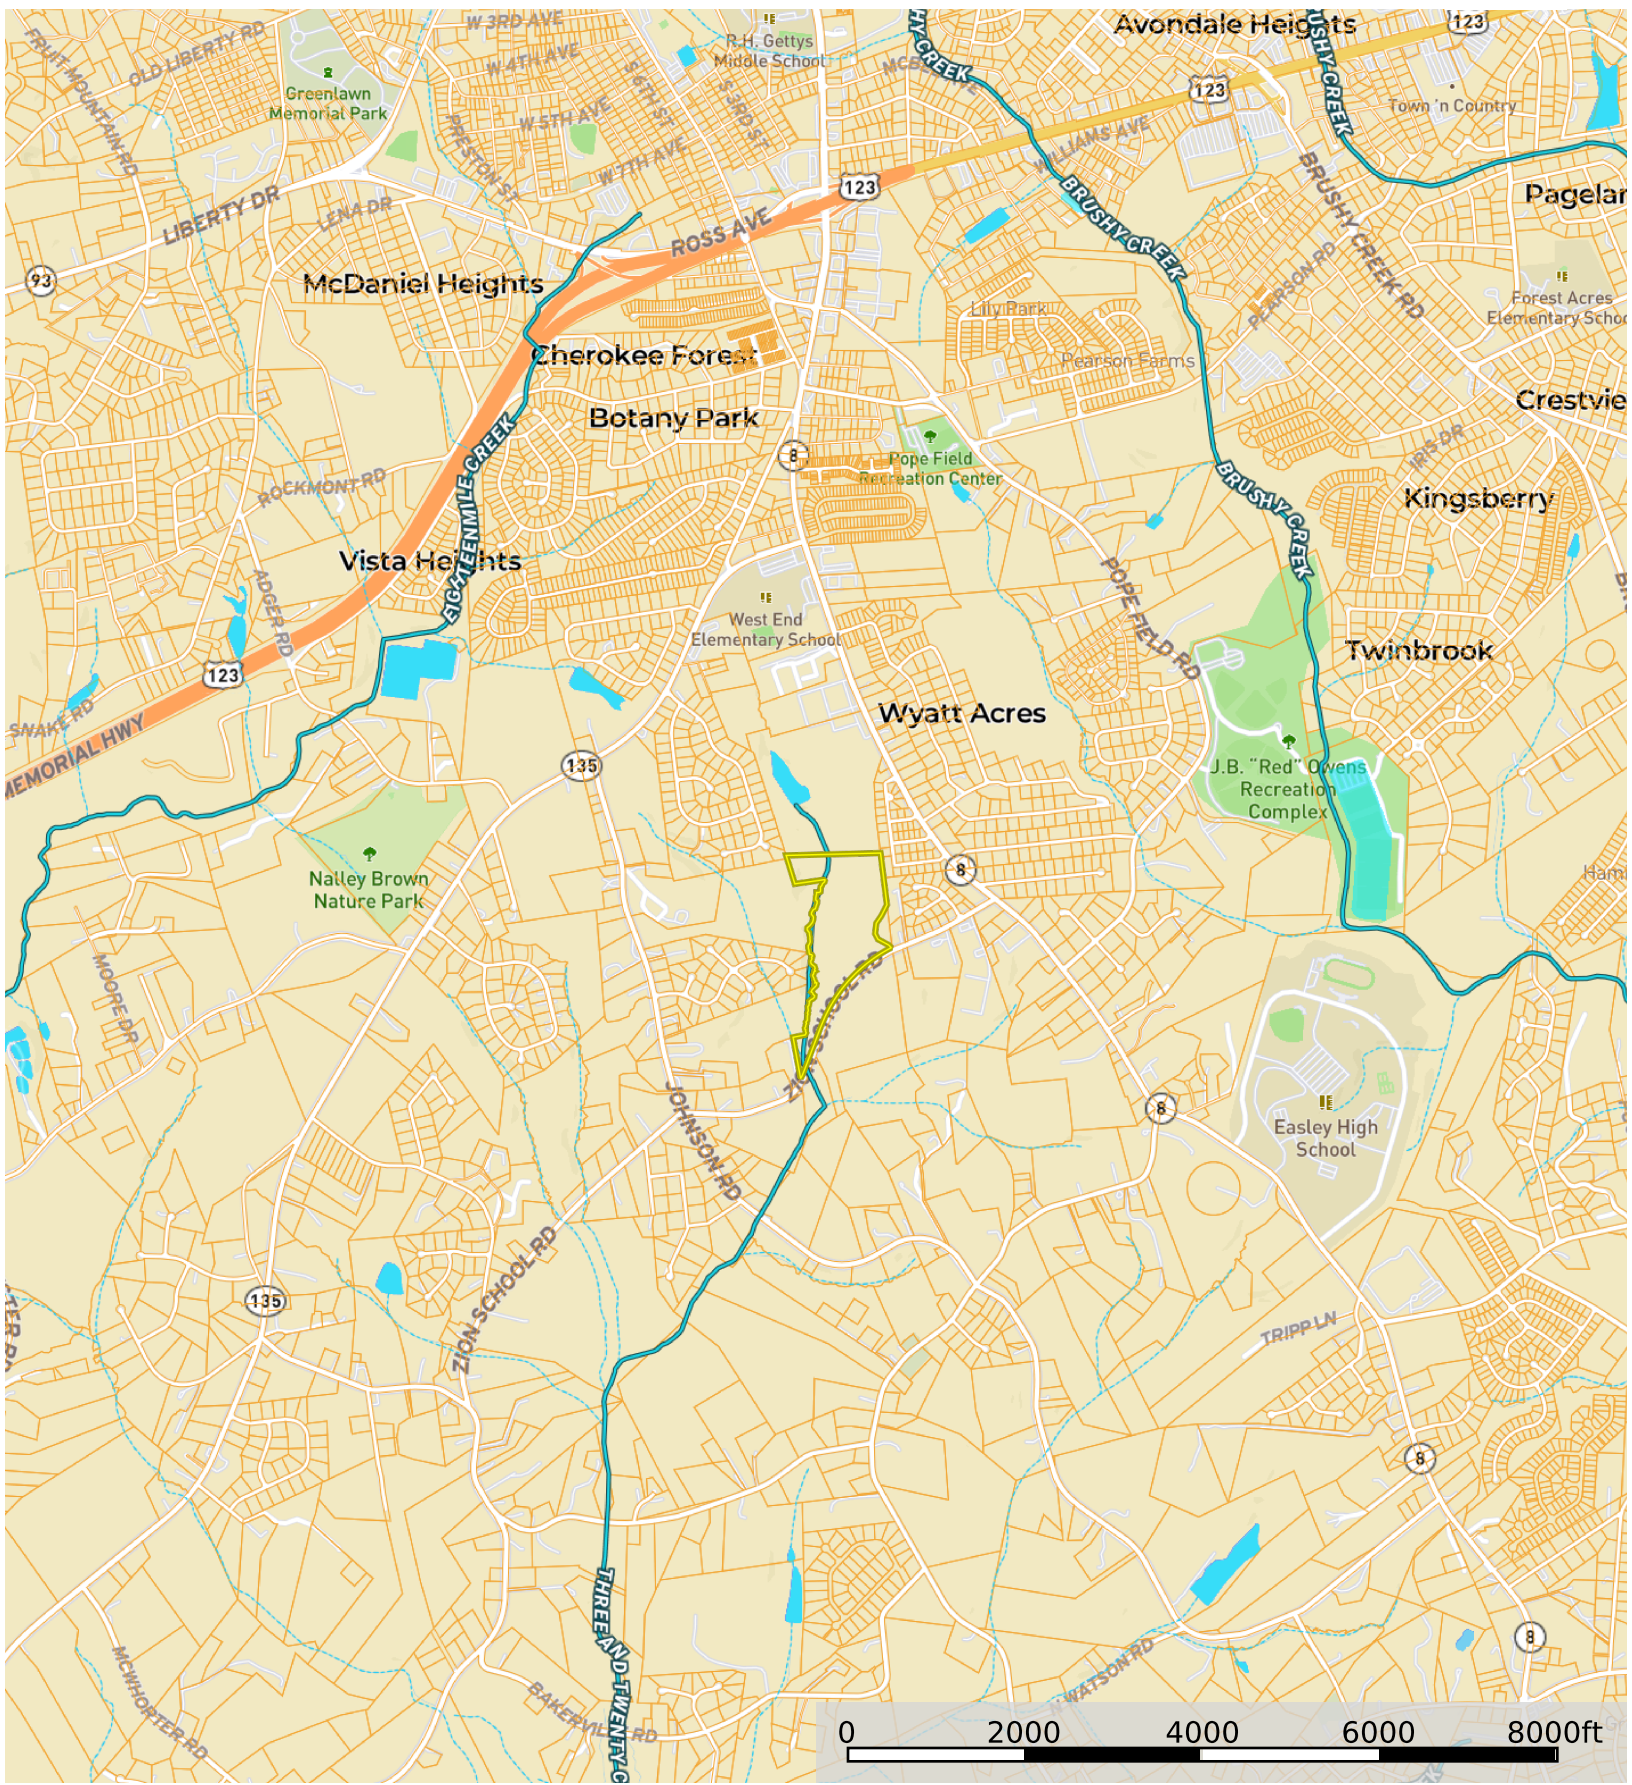 W 3RD AVE
Avondale Heights
123
FRUIT MOUNTAIN RD
OLD LIBERTY RD
W 4TH AVE
R.H. Gettys
Middle School
BRUSHY CREEK
Greenlawn
Memorial Park
S 6TH ST
S 3RD ST
123
Town 'n Country
W 5TH AVE
PRESTON ST
WILLIAMS AVE
W 7TH AVE
123
BRUSHY CREEK
LIBERTY DR
LENA DR
ROSS AVE
BRUSHY CREEK RD
93
McDaniel Heights
PEARSON RD
Forest Acres
Lily Park
Cherokee Forest
Pearson Farms
Botany Park
8
Pope Field
Recreation Center
IRIS DR
ROCKMONT RD
EIGHTEENMILE CREEK
BRUSHY CREEK
Kingsberry
Vista Heights
ADGER RD
POPE FIELD RD
West End
Elementary School
Twinbrook
123
SNAKE RD
MEMORIAL HWY
Wyatt Acres
135
J.B. "Red" Owens
Recreation
Complex
8
Nalley Brown
Nature Park
MOORE DR
ZION SCHOOL RD
JOHNSON RD
8
Easley High
School
ZION SCHOOL RD
135
TRIPP LN
8
THREE AND TWENTY C
8
MCWHORTER RD
BAKERVILLE RD
N WATSON RD
0 2000 4000 6000 8000ft